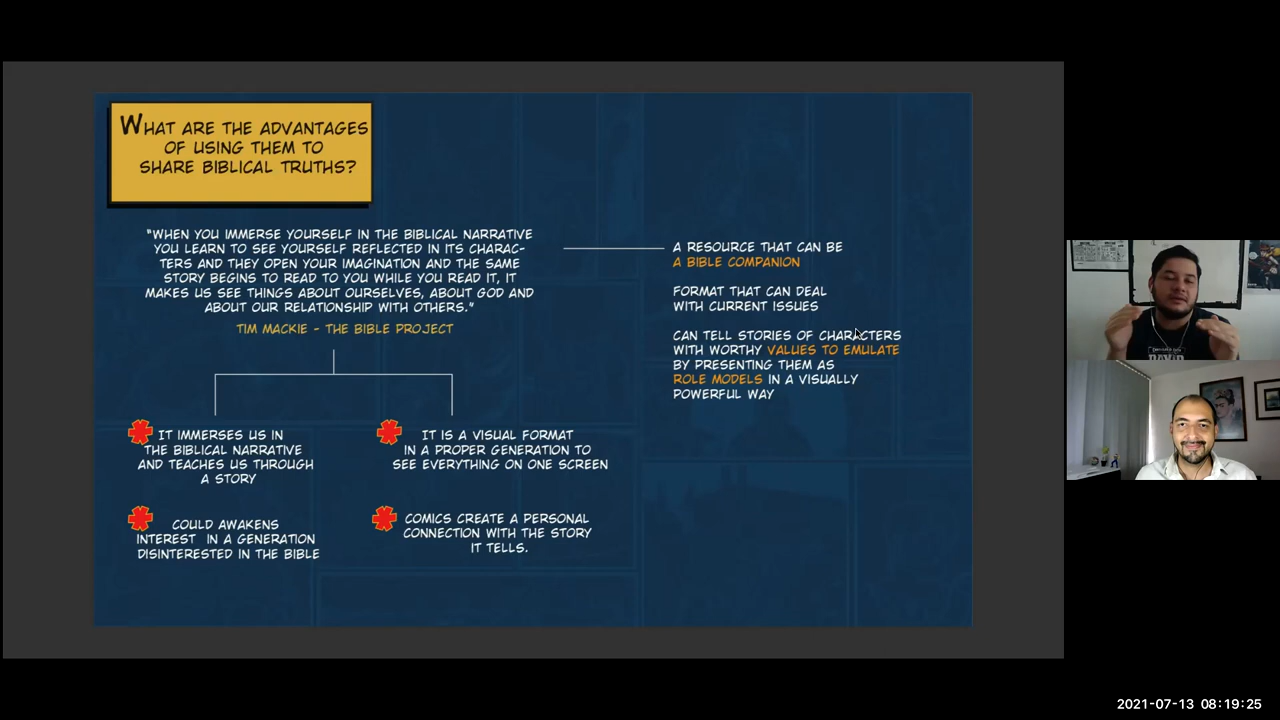 WHAT ARE THE ADVANTAGES
OF USING THEM TO
SHARE BIBLICAL TRUTHS?
"WHEN YOU IMMERSE YOURSELF IN THE BIBLICAL NARRATIVE
YOU LEARN TO SEE YOURSELF REFLECTED IN ITS CHARAC-
TERS AND THEY OPEN YOUR IMAGINATION AND THE SAME
STORY BEGINS TO READ TO YOU WHILE YOU READ IT, IT
MAKES US SEE THINGS ABOUT OURSELVES, ABOUT GOD AND
ABOUT OUR RELATIONSHIP WITH OTHERS."
TIM MACKIE - THE BIBLE PROJECT
IT IMMERSES US IN
THE BIBLICAL NARRATIVE
AND TEACHES US THROUGH
A STORY
IT IS A VISUAL FORMAT
IN A PROPER GENERATION TO
SEE EVERYTHING ON ONE SCREEN
COULD AWAKENS
INTEREST IN A GENERATION
DISINTERESTED IN THE BIBLE
COMICS CREATE A PERSONAL
CONNECTION WITH THE STORY
IT TELLS.
A RESOURCE THAT CAN BE
A BIBLE COMPANION
FORMAT THAT CAN DEAL
WITH CURRENT ISSUES
CAN TELL STORIES OF CHARACTERS
WITH WORTHY VALUES TO EMULATE
BY PRESENTING THEM AS
ROLE MODELS IN A VISUALLY
POWERFUL WAY
2021-07-13 08:19:25